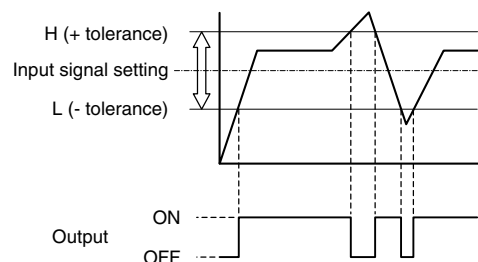 H (+ tolerance)
Input signal setting
L (- tolerance)
ON
Output
OFF